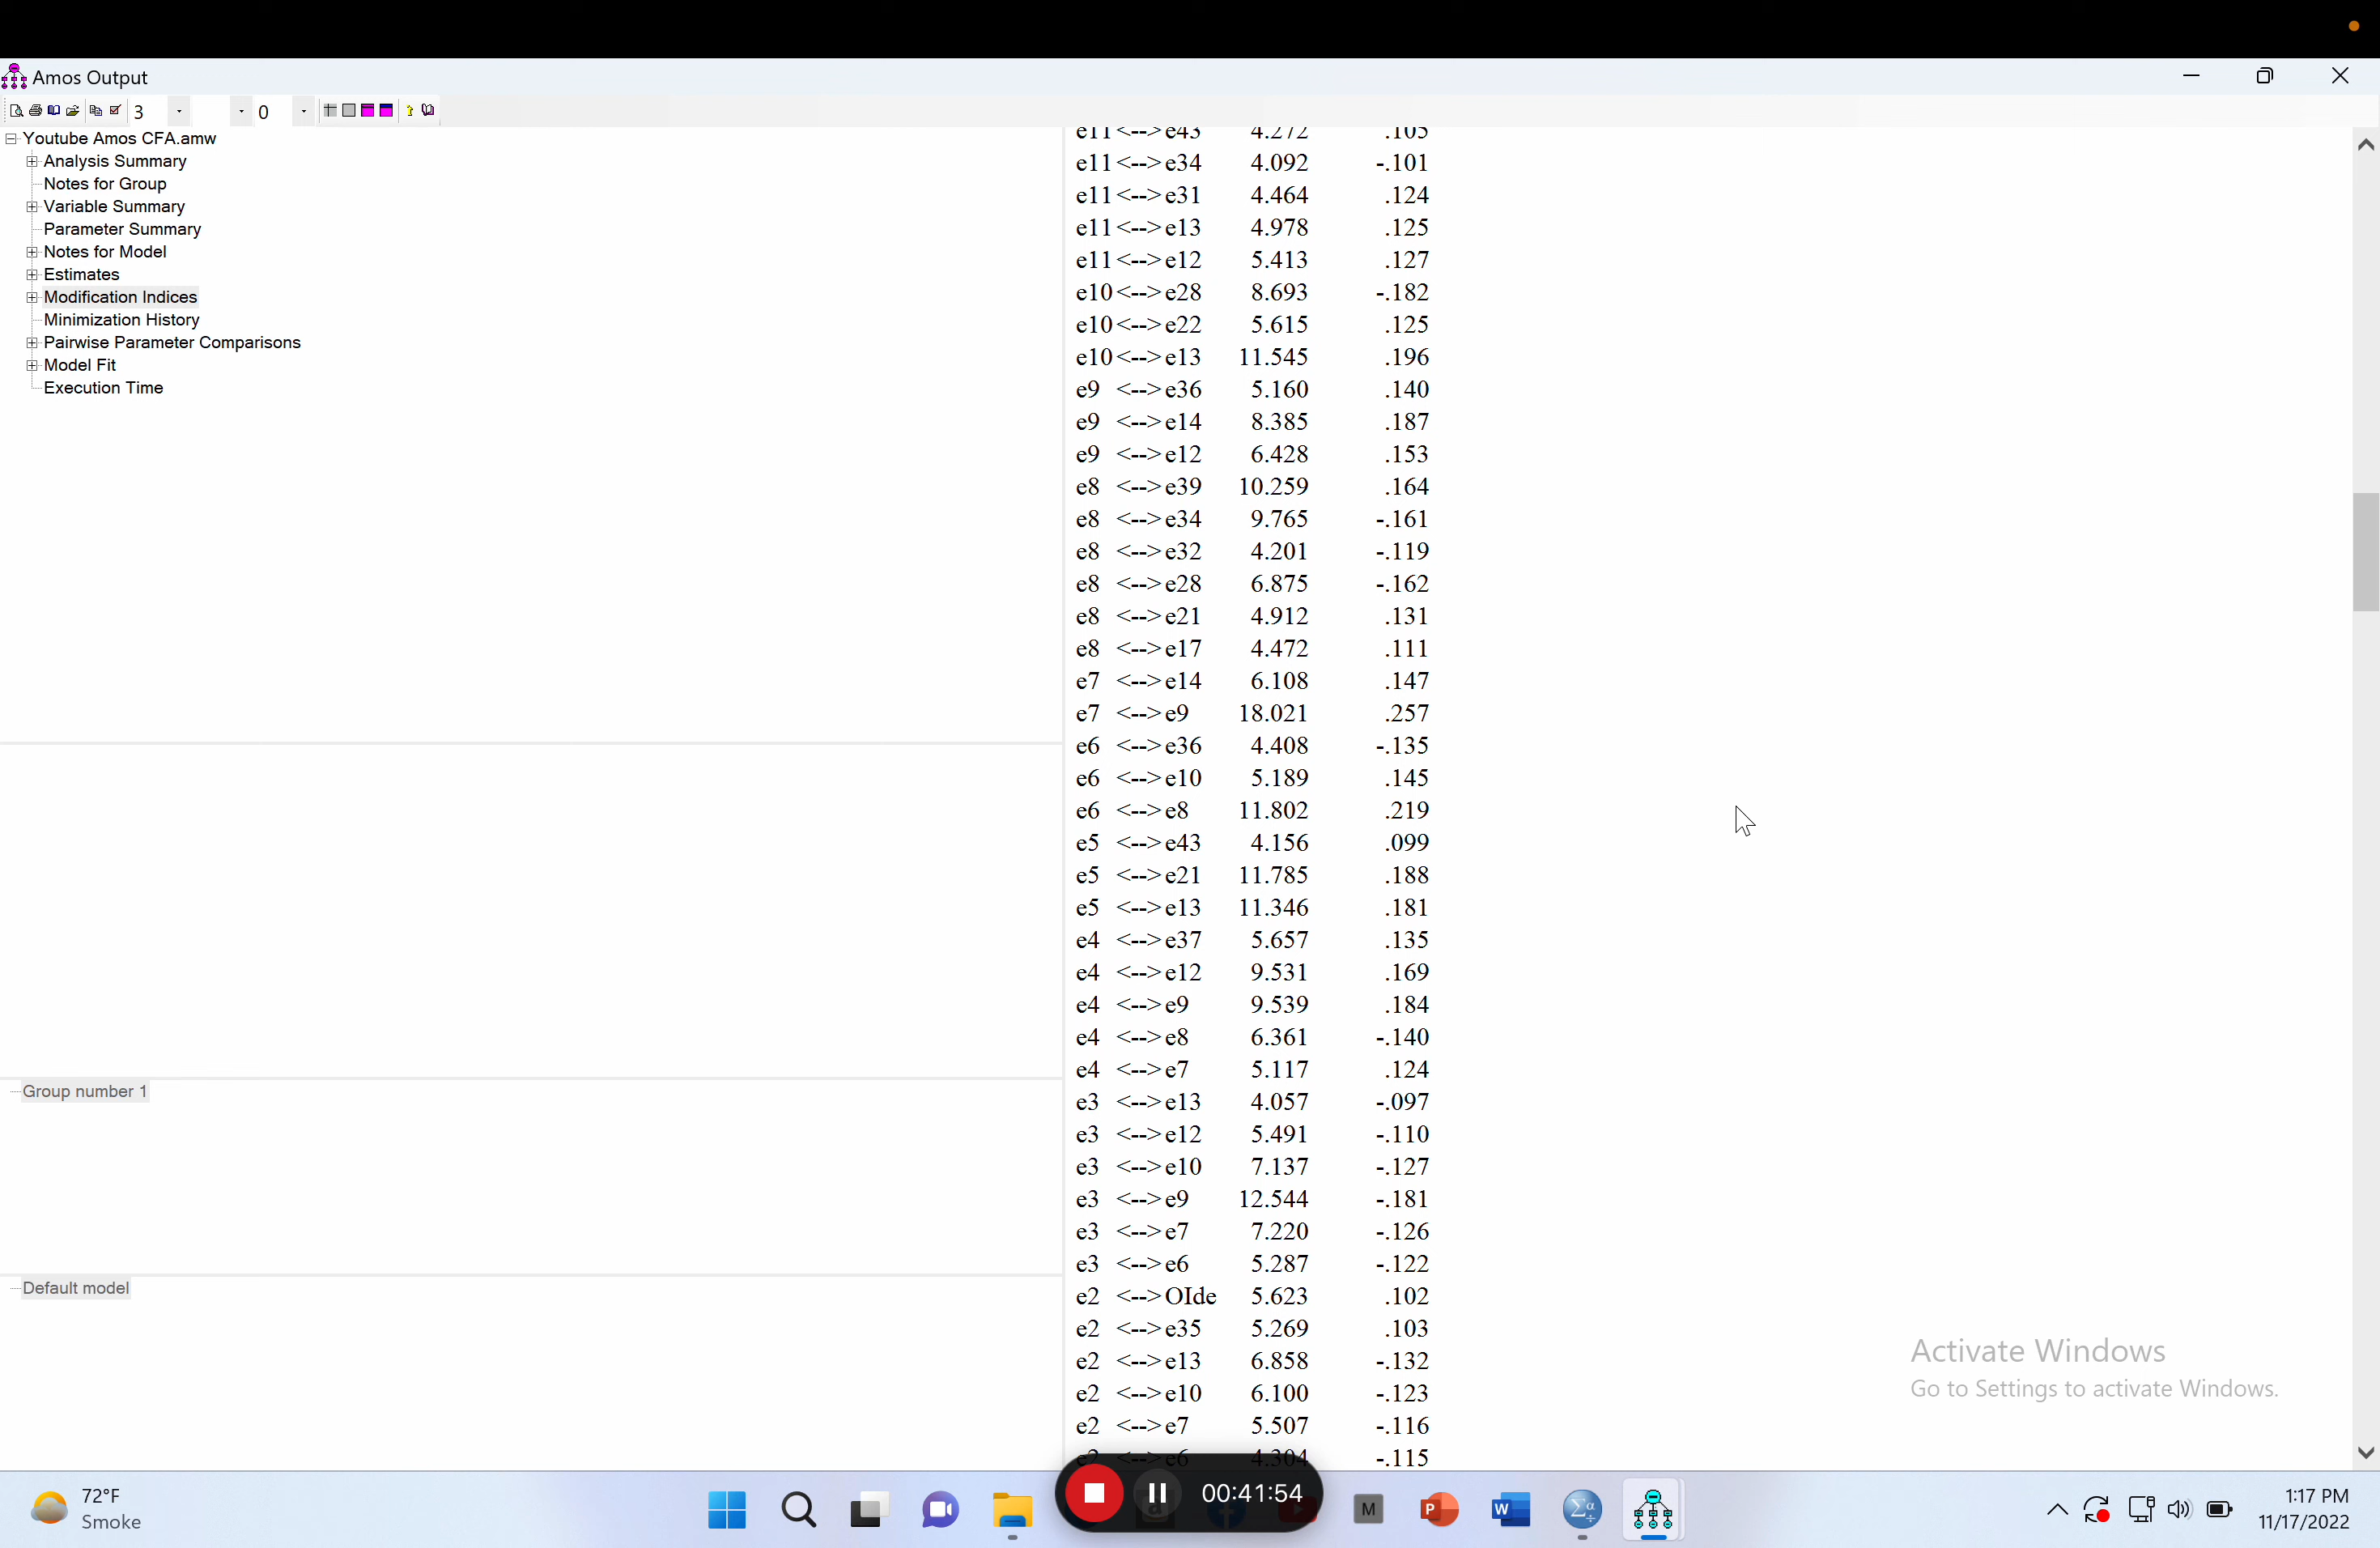 Amos Output
3
0
Youtube Amos CFA.amw
Analysis Summary
Notes for Group
Variable Summary
Parameter Summary
Notes for Model
Estimates
Modification Indices
Minimization History
Pairwise Parameter Comparisons
Model Fit
Execution Time
Group number 1
Default model
e11 <--> e43 4.272 .105
e11 <--> e34 4.092 -.101
e11 <--> e31 4.464 .124
e11 <--> e13 4.978 .125
e11 <--> e12 5.413 .127
e10 <--> e28 8.693 -.182
e10 <--> e22 5.615 .125
e10 <--> e13 11.545 .196
e9 <--> e36 5.160 .140
e9 <--> e14 8.385 .187
e9 <--> e12 6.428 .153
e8 <--> e39 10.259 .164
e8 <--> e34 9.765 -.161
e8 <--> e32 4.201 -.119
e8 <--> e28 6.875 -.162
e8 <--> e21 4.912 .131
e8 <--> e17 4.472 .111
e7 <--> e14 6.108 .147
e7 <--> e9 18.021 .257
e6 <--> e36 4.408 -.135
e6 <--> e10 5.189 .145
e6 <--> e8 11.802 .219
e5 <--> e43 4.156 .099
e5 <--> e21 11.785 .188
e5 <--> e13 11.346 .181
e4 <--> e37 5.657 .135
e4 <--> e12 9.531 .169
e4 <--> e9 9.539 .184
e4 <--> e8 6.361 -.140
e4 <--> e7 5.117 .124
e3 <--> e13 4.057 -.097
e3 <--> e12 5.491 -.110
e3 <--> e10 7.137 -.127
e3 <--> e9 12.544 -.181
e3 <--> e7 7.220 -.126
e3 <--> e6 5.287 -.122
e2 <--> OIde 5.623 .102
e2 <--> e35 5.269 .103
e2 <--> e13 6.858 -.132
e2 <--> e10 6.100 -.123
e2 <--> e7 5.507 -.116
e2 <--> e6 4.304 -.115
Activate Windows
Go to Settings to activate Windows.
72°F
Smoke
00:41:54
M
P
W
Σα
1:17 PM
11/17/2022